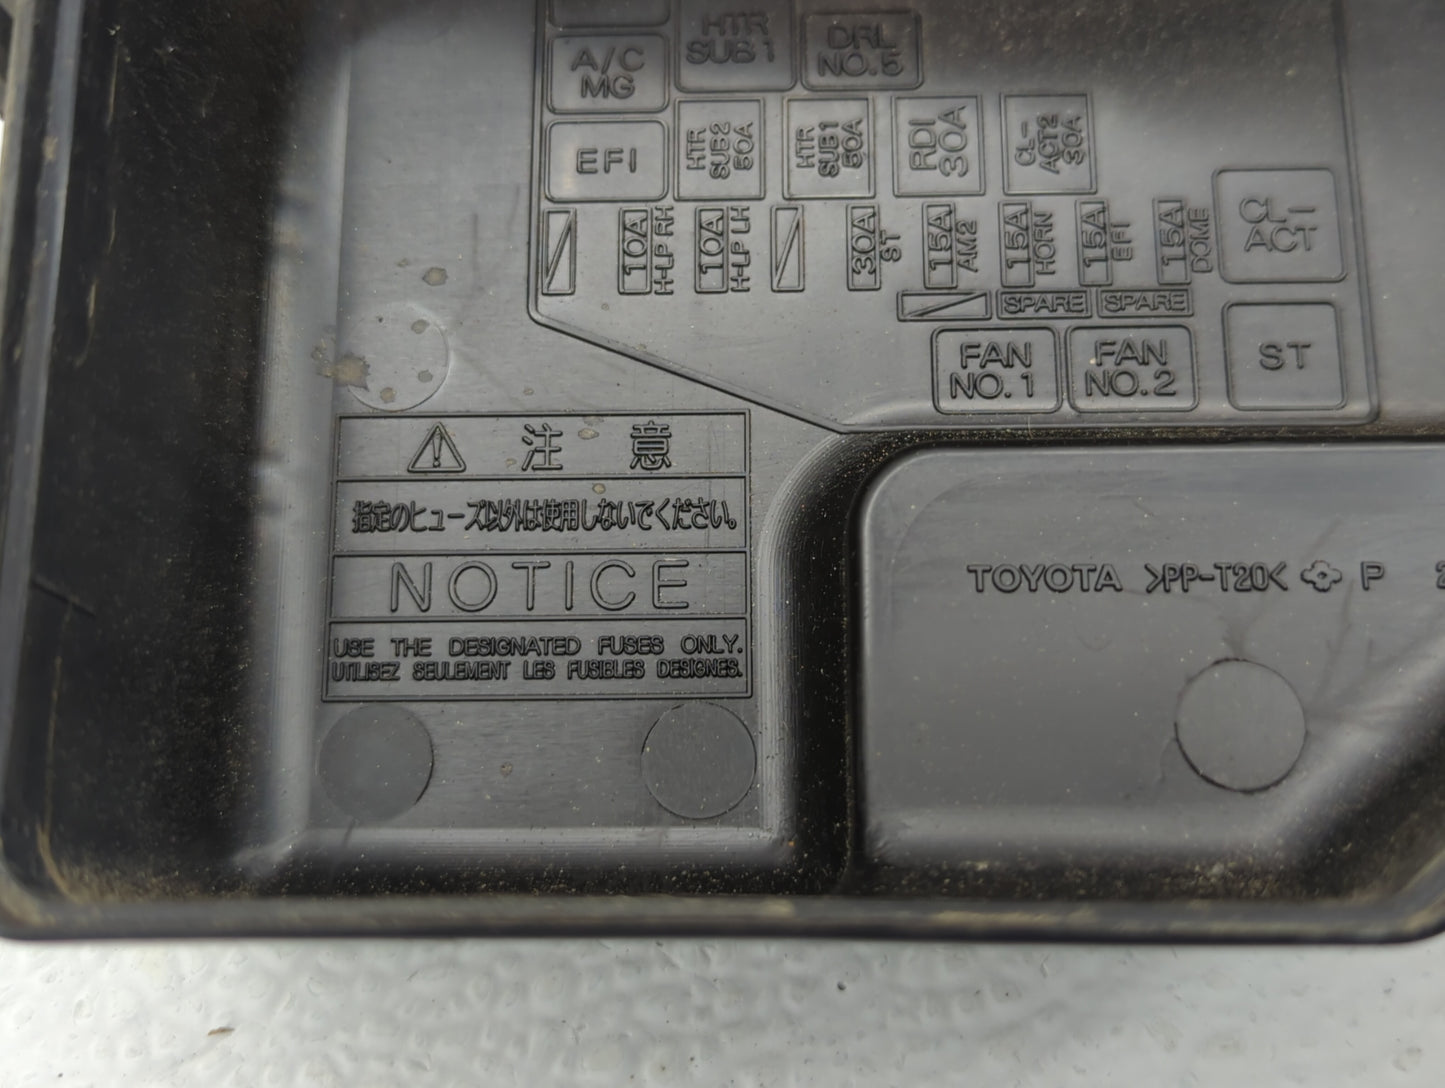 HTR
SUB 1
DRL
NO.5
A/C
MG
EFI
HTR
SUB2
50A
HTR
SUB1
50A
RDI
30A
CL-
ACT2
30A
10A
H-LP RH
10A
H-LP LH
30A
ST
15A
AM2
15A
HORN
15A
EFI
15A
DOME
CL-
ACT
SPARE
SPARE
FAN
NO.1
FAN
NO.2
ST
注意
指定のヒューズ以外は使用しないでください。
NOTICE
USE THE DESIGNATED FUSES ONLY.
UTILISEZ SEULEMENT LES FUSIBLES DESIGNES.
TOYOTA >PP-T20< P 2